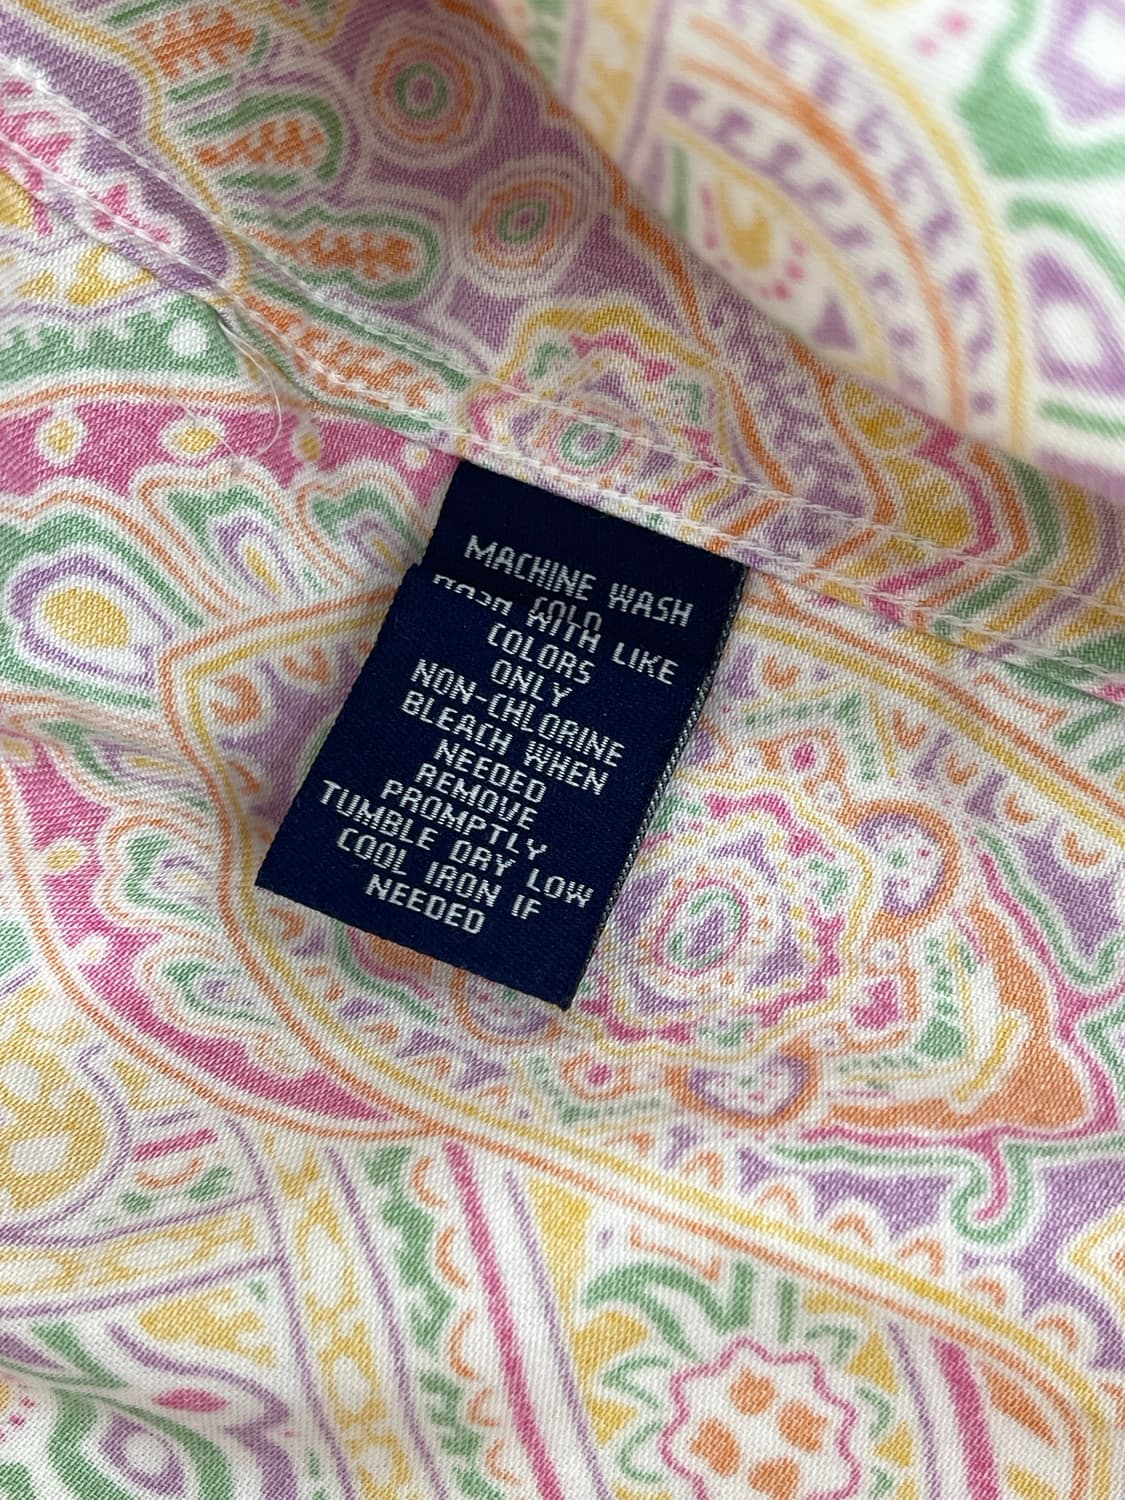 MACHINE WASH
COLD
WASH WITH LIKE
COLORS
ONLY
NON-CHLORINE
BLEACH WHEN
NEEDED
REMOVE
PROMPTLY
TUMBLE DRY LOW
COOL IRON IF
NEEDED